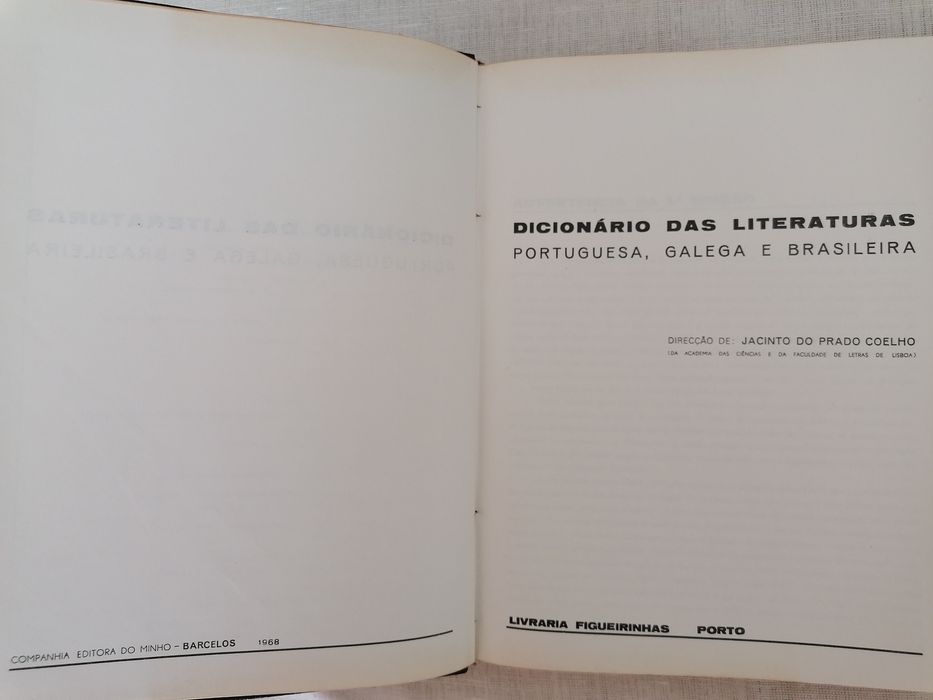 COMPANHIA EDITORA DO MINHO - BARCELOS 1968
DICIONÁRIO DAS LITERATURAS
PORTUGUESA, GALEGA E BRASILEIRA
DIRECÇÃO DE: JACINTO DO PRADO COELHO
(DA ACADEMIA DAS CIÊNCIAS E DA FACULDADE DE LETRAS DE LISBOA)
LIVRARIA FIGUEIRINHAS PORTO